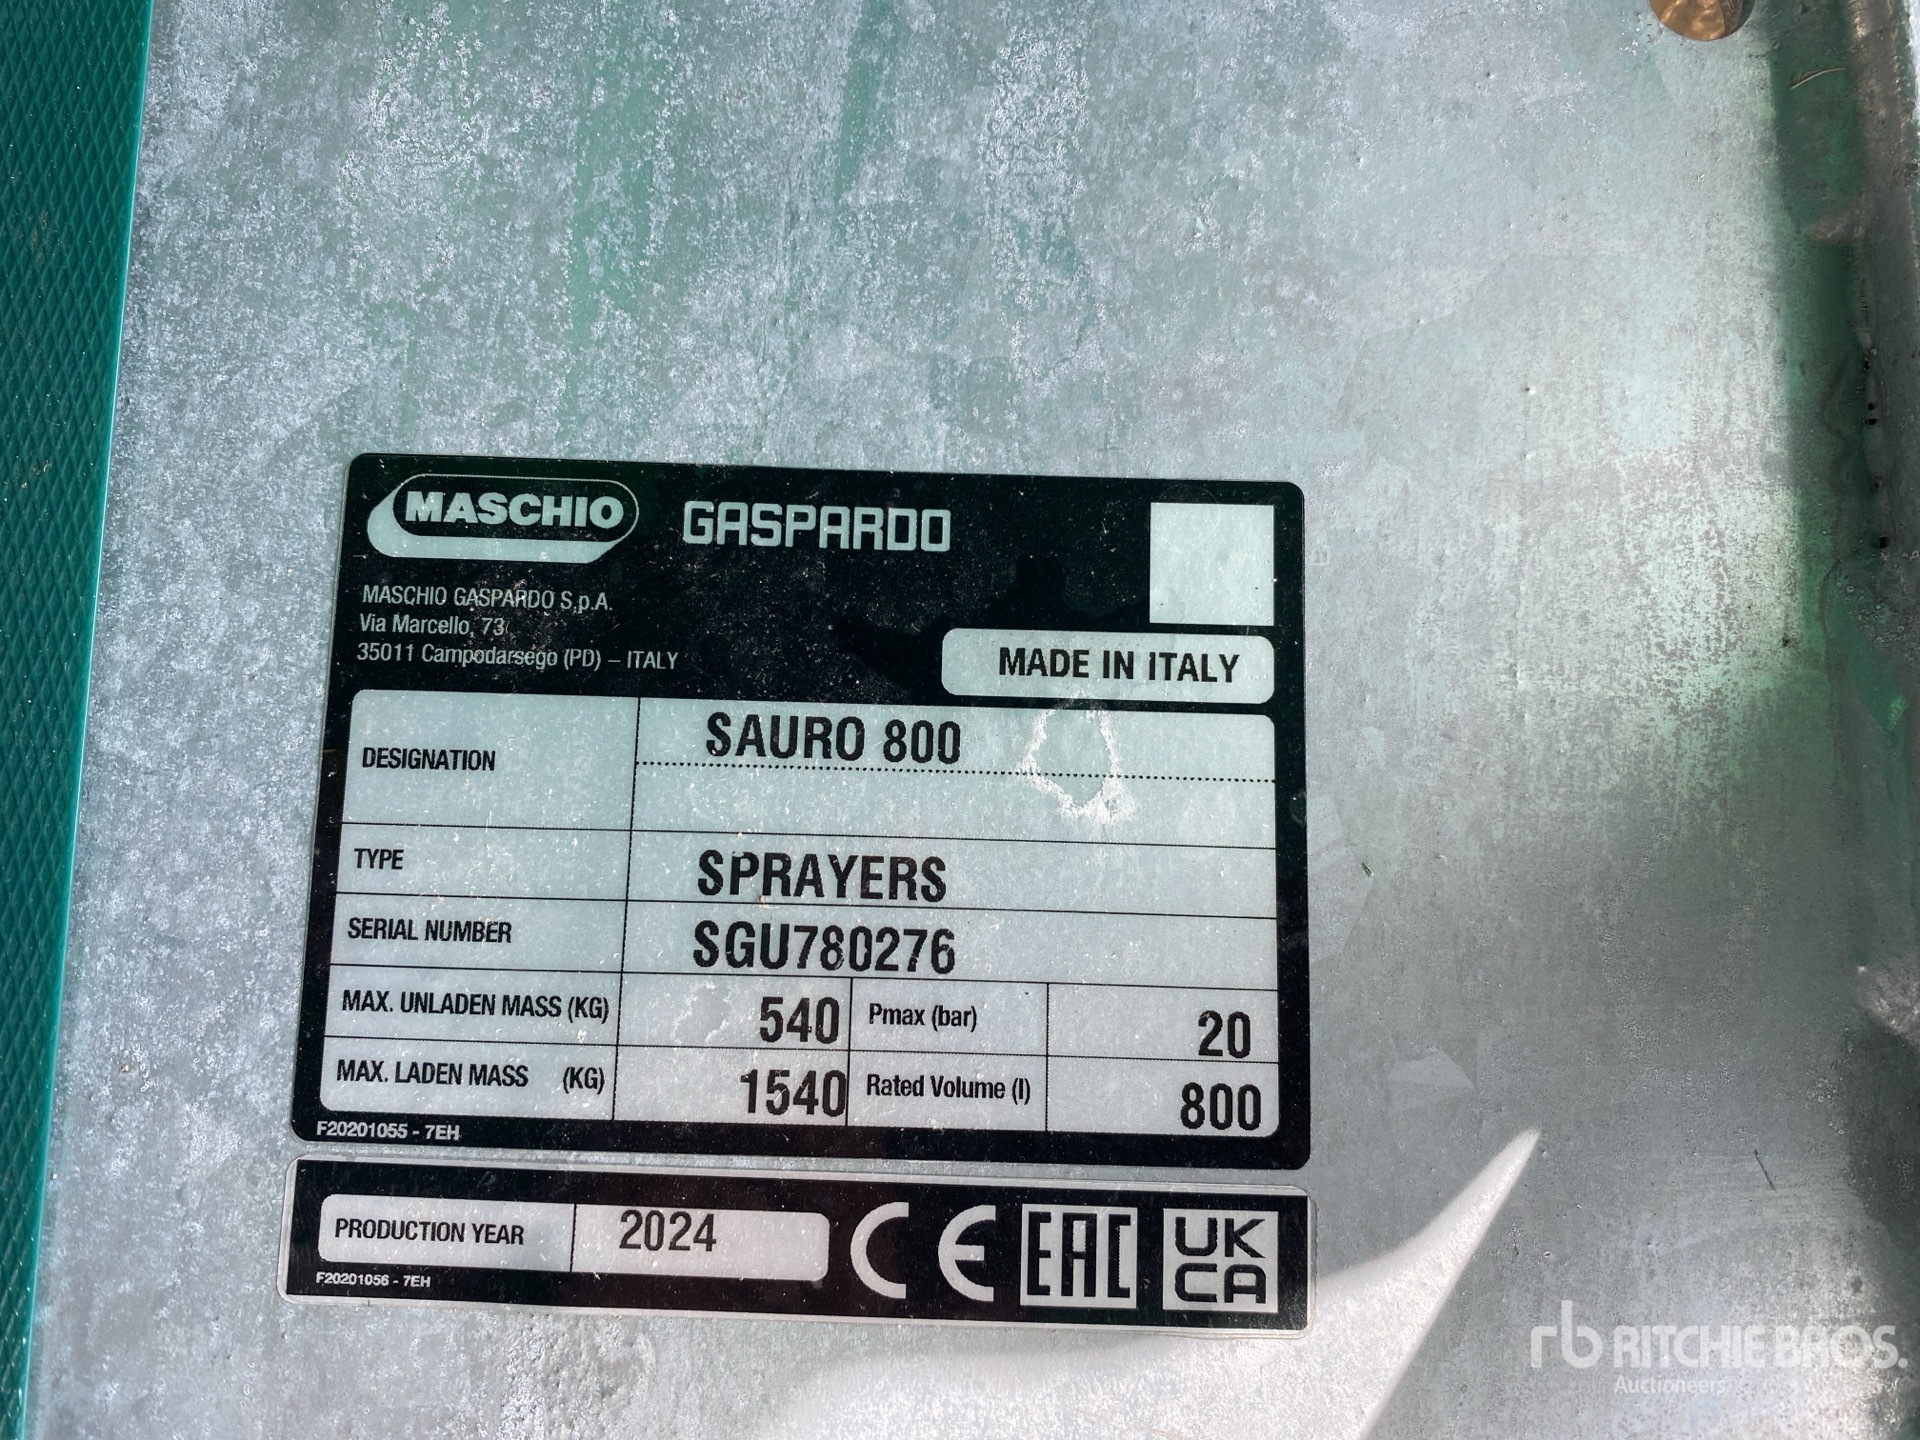 MASCHIO GASPARDO
MASCHIO GASPARDO S.p.A.
Via Marcello, 73
35011 Campodarsego (PD) – ITALY
MADE IN ITALY
DESIGNATION SAURO 800
TYPE SPRAYERS
SERIAL NUMBER SGU780276
MAX. UNLADEN MASS (KG) 540 Pmax (bar) 20
MAX. LADEN MASS (KG) 1540 Rated Volume (l) 800
F20201055 - 7EH
PRODUCTION YEAR 2024 CE EAC UK CA
F20201056 - 7EH
rb RITCHIE BROS.
Auctioneers